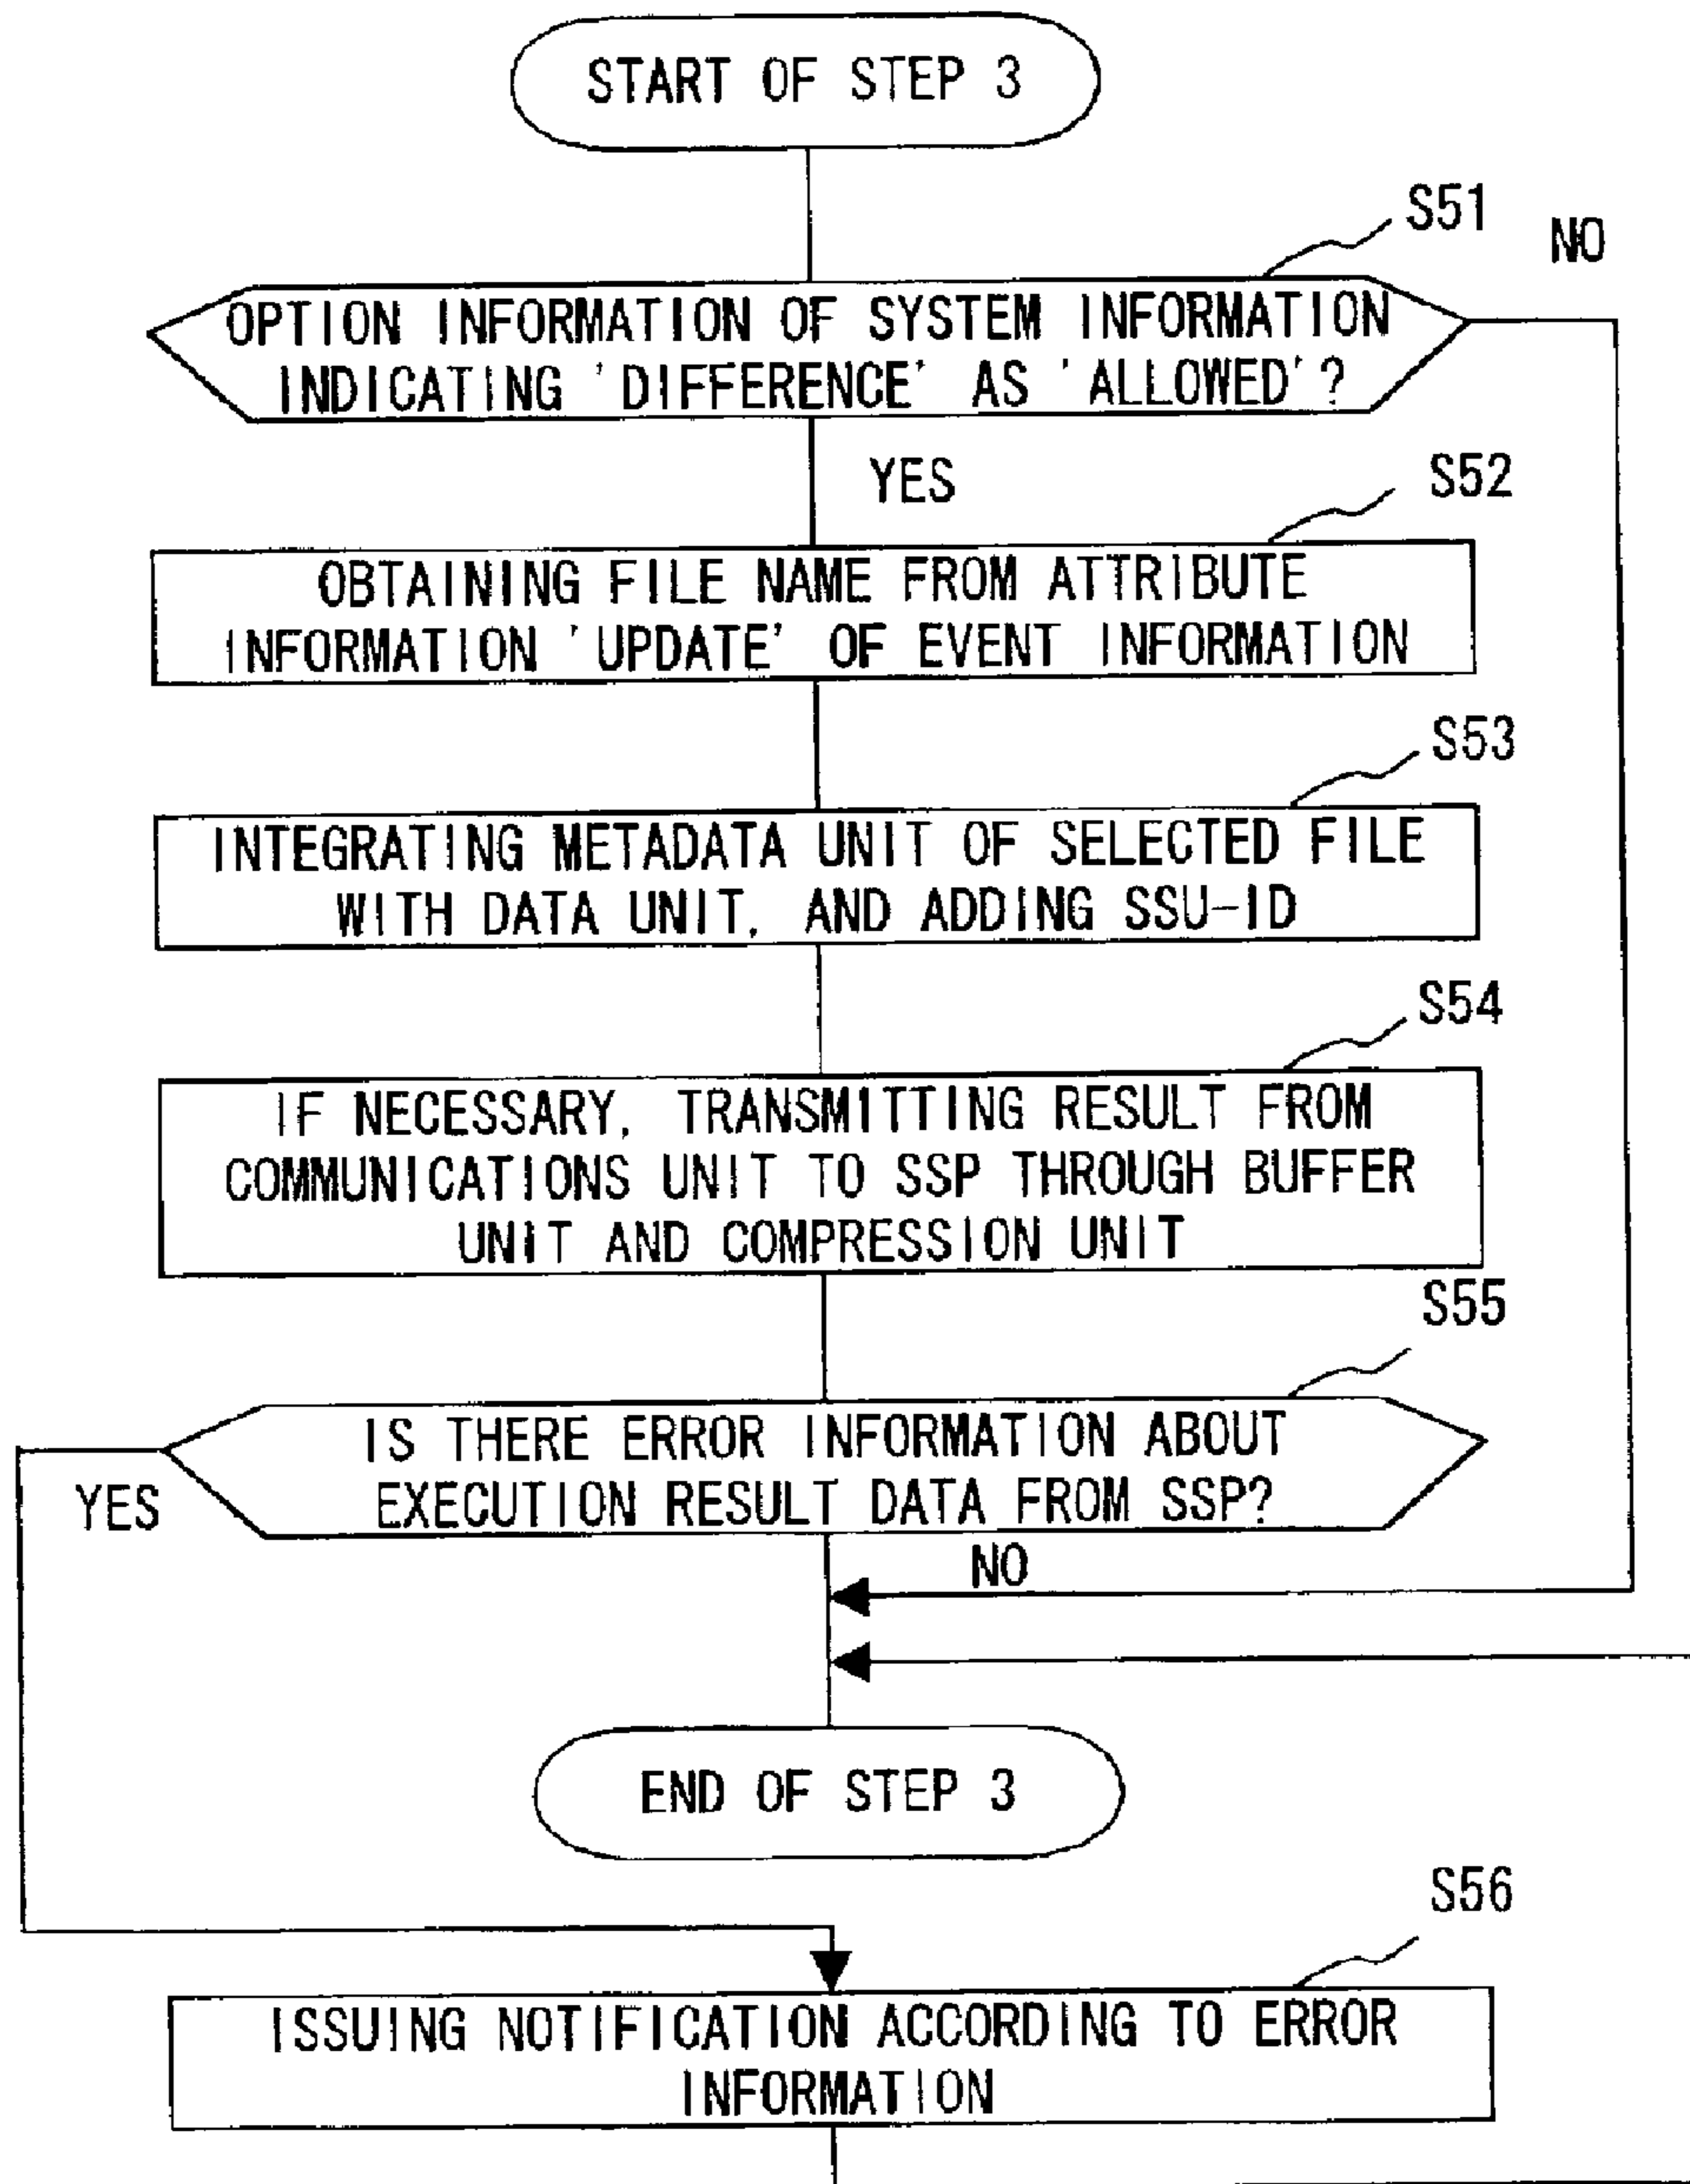 START OF STEP 3
S51
NO
OPTION INFORMATION OF SYSTEM INFORMATION
INDICATING 'DIFFERENCE' AS 'ALLOWED'?
YES
S52
OBTAINING FILE NAME FROM ATTRIBUTE
INFORMATION 'UPDATE' OF EVENT INFORMATION
S53
INTEGRATING METADATA UNIT OF SELECTED FILE
WITH DATA UNIT, AND ADDING SSU-ID
S54
IF NECESSARY, TRANSMITTING RESULT FROM
COMMUNICATIONS UNIT TO SSP THROUGH BUFFER
UNIT AND COMPRESSION UNIT
S55
IS THERE ERROR INFORMATION ABOUT
EXECUTION RESULT DATA FROM SSP?
YES
NO
END OF STEP 3
S56
ISSUING NOTIFICATION ACCORDING TO ERROR
INFORMATION